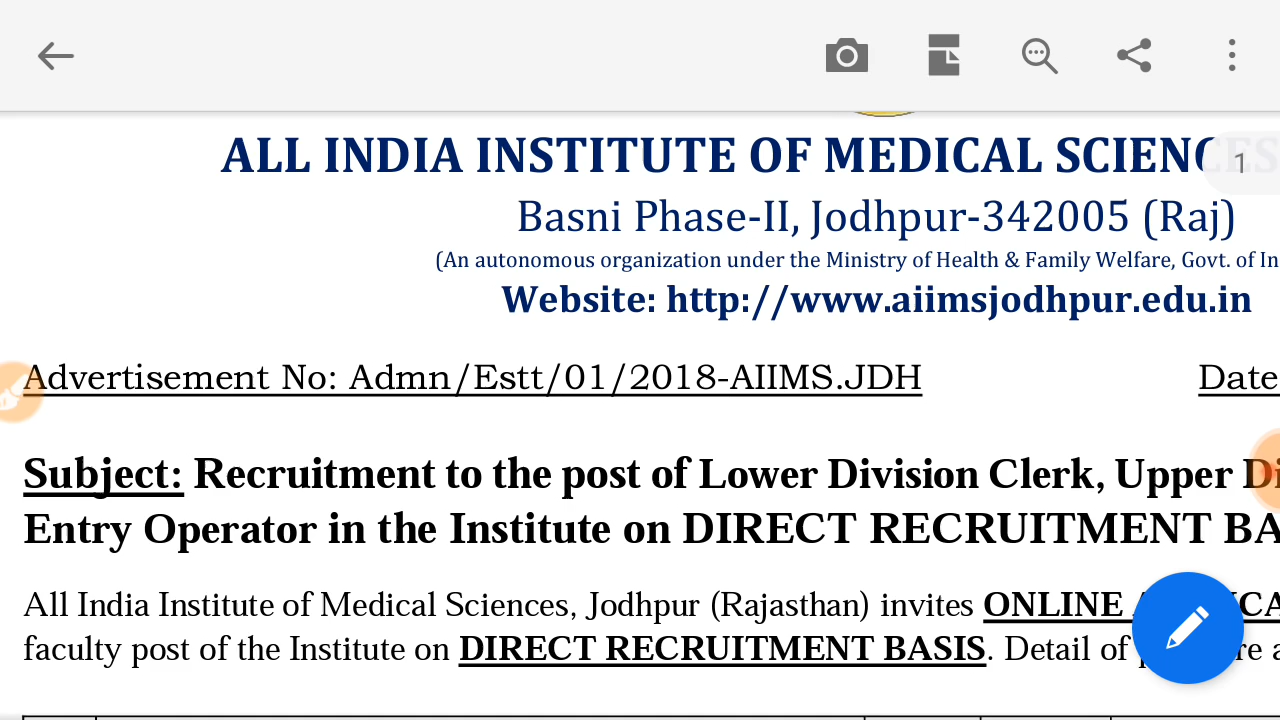 ALL INDIA INSTITUTE OF MEDICAL SCIENCES
1
Basni Phase-II, Jodhpur-342005 (Raj)
(An autonomous organization under the Ministry of Health & Family Welfare, Govt. of In
Website: http://www.aiimsjodhpur.edu.in
Advertisement No: Admn/Estt/01/2018-AIIMS.JDH Date
Subject: Recruitment to the post of Lower Division Clerk, Upper Di
Entry Operator in the Institute on DIRECT RECRUITMENT BA
All India Institute of Medical Sciences, Jodhpur (Rajasthan) invites ONLINE
faculty post of the Institute on DIRECT RECRUITMENT BASIS. Detail of